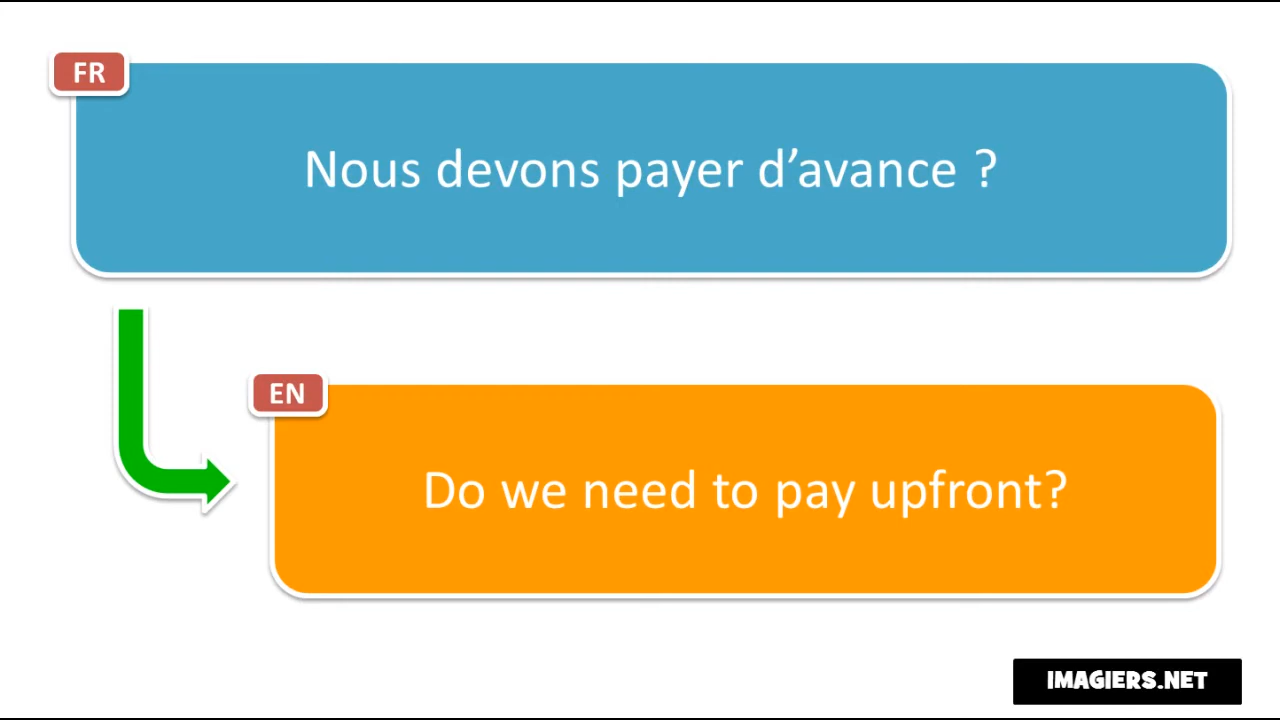 FR
Nous devons payer d’avance ?
EN
Do we need to pay upfront?
IMAGIERS.NET